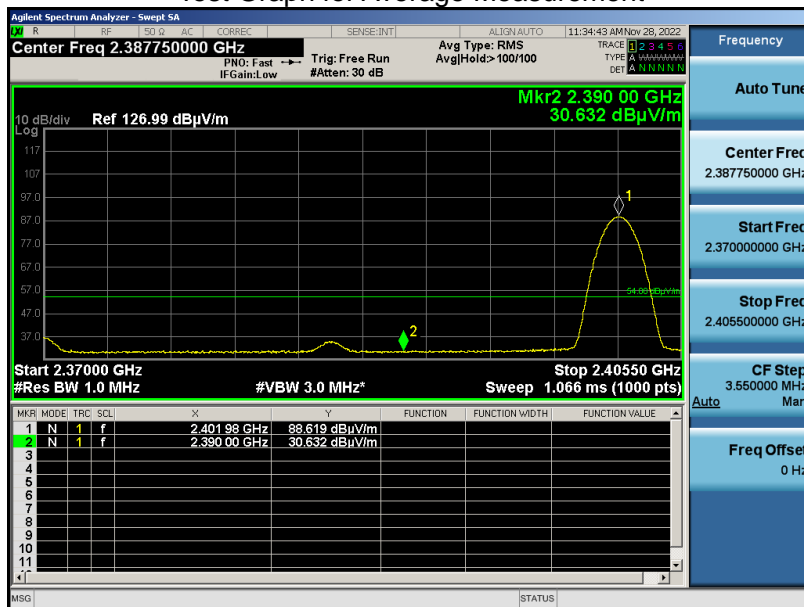 Test Graph for Average Measurement
Agilent Spectrum Analyzer - Swept SA
LXI R RF 50 Ω AC CORREC SENSE:INT ALIGN AUTO 11:34:43 AM Nov 28, 2022
Center Freq 2.387750000 GHz
PNO: Fast
IFGain:Low
Trig: Free Run
#Atten: 30 dB
Avg Type: RMS
Avg|Hold:>100/100
TRACE 1 2 3 4 5 6
TYPE A WWWWW
DET A N N N N N
Mkr2 2.390 00 GHz
30.632 dBµV/m
10 dB/div Ref 126.99 dBµV/m
Log
117
107
97.0
87.0
77.0
67.0
57.0
47.0
37.0
1
54.00 dBµV/m
2
Start 2.37000 GHz Stop 2.40550 GHz
#Res BW 1.0 MHz #VBW 3.0 MHz* Sweep 1.066 ms (1000 pts)
MKR MODE TRC SCL X Y FUNCTION FUNCTION WIDTH FUNCTION VALUE
1 N 1 f 2.401 98 GHz 88.619 dBµV/m
2 N 1 f 2.390 00 GHz 30.632 dBµV/m
3
4
5
6
7
8
9
10
11
MSG STATUS
Frequency
Auto Tune
Center Freq
2.387750000 GHz
Start Freq
2.370000000 GHz
Stop Freq
2.405500000 GHz
CF Step
3.550000 MHz
Auto Man
Freq Offset
0 Hz